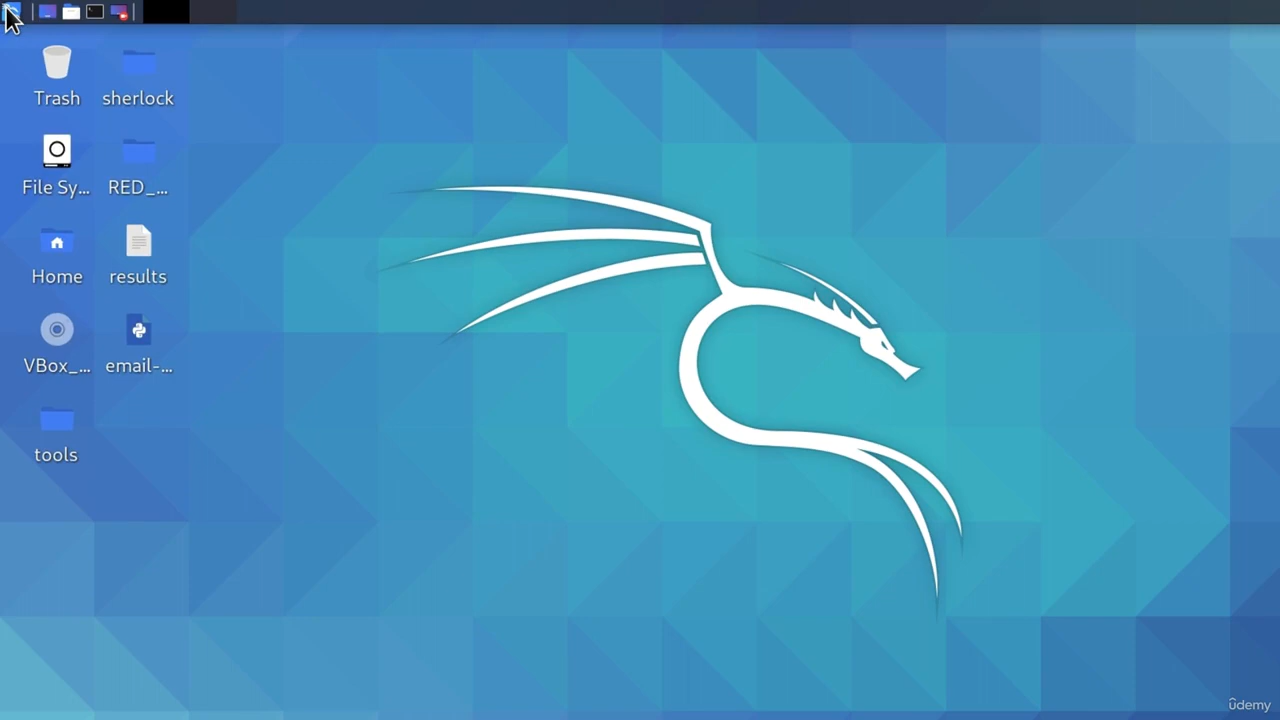 Trash
sherlock
File Sy...
RED_...
Home
results
VBox_...
email-...
tools
ûdemy